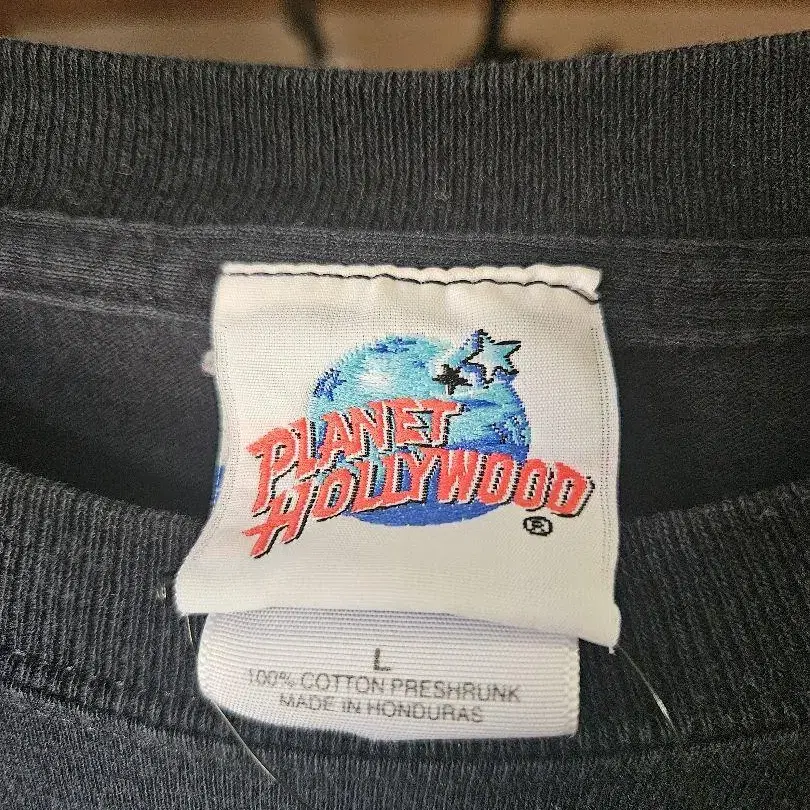 PLANET
HOLLYWOOD
®
L
100% COTTON PRESHRUNK
MADE IN HONDURAS